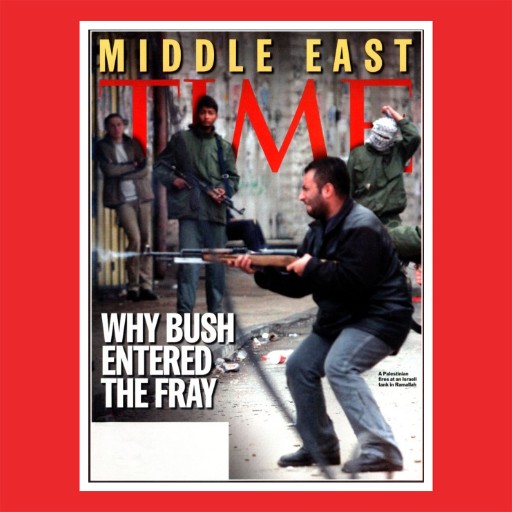 MIDDLE EAST
TIME
WHY BUSH
ENTERED
THE FRAY
A Palestinian
fires at an Israeli
tank in Ramallah